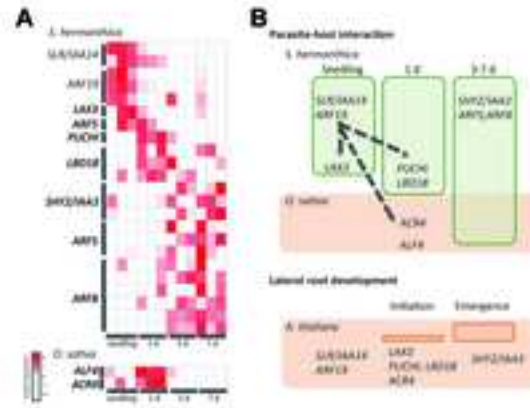 A
S. hermonthica
SLR/IAA14
ARF19
LAX3
ARF5
PUCHI
LBD18
SHY2/IAA3
ARF5
ARF8
seedling
O. sativa
ALF4
ACR4
seedling
B
Parasite-host interaction
S. hermonthica
Seedling
SLR/IAA14
ARF19
SHY2/IAA3
ARF5/ARF8
LAX3
PUCHI
LBD18
O. sativa
ACR4
ALF4
Lateral root development
Initiation Emergence
A. thaliana
SLR/IAA14
ARF19
LAX3
PUCHI, LBD18
ACR4
SHY2/IAA3